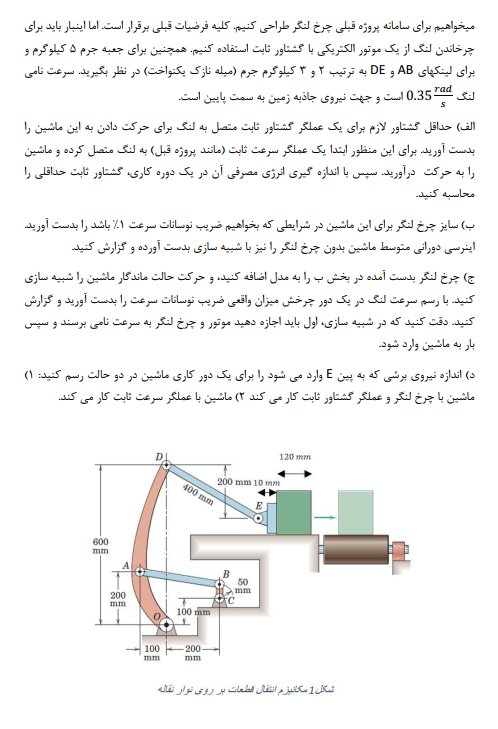 میخواهیم برای سامانه پروژه قبلی چرخ لنگر طراحی کنیم. کلیه فرضیات قبلی برقرار است. اما اینبار باید برای
چرخاندن لنگ از یک موتور الکتریکی با گشتاور ثابت استفاده کنیم. همچنین برای جعبه جرم ۵ کیلوگرم و
برای لینکهای AB و DE به ترتیب ۲ و ۳ کیلوگرم جرم (میله نازک یکنواخت) در نظر بگیرید. سرعت نامی
لنگ 0.35 rad/s است و جهت نیروی جاذبه زمین به سمت پایین است.
الف) حداقل گشتاور لازم برای یک عملگر گشتاور ثابت متصل به لنگ برای حرکت دادن به این ماشین را
بدست آورید. برای این منظور ابتدا یک عملگر سرعت ثابت (مانند پروژه قبل) به لنگ متصل کرده و ماشین
را به حرکت درآورید. سپس با اندازه گیری انرژی مصرفی آن در یک دوره کاری، گشتاور ثابت حداقلی را
محاسبه کنید.
ب) سایز چرخ لنگر برای این ماشین در شرایطی که بخواهیم ضریب نوسانات سرعت ۱٪ باشد را بدست آورید.
اینرسی دورانی متوسط ماشین بدون چرخ لنگر را نیز با شبیه سازی بدست آورده و گزارش کنید.
ج) چرخ لنگر بدست آمده در بخش ب را به مدل اضافه کنید، و حرکت حالت ماندگار ماشین را شبیه سازی
کنید. با رسم سرعت لنگ در یک دور چرخش میزان واقعی ضریب نوسانات سرعت را بدست آورید و گزارش
کنید. دقت کنید که در شبیه سازی، اول باید اجازه دهید موتور و چرخ لنگر به سرعت نامی برسند و سپس
بار به ماشین وارد شود.
د) اندازه نیروی برشی که به پین E وارد می شود را برای یک دور کاری ماشین در دو حالت رسم کنید: ۱)
ماشین با چرخ لنگر و عملگر گشتاور ثابت کار می کند ۲) ماشین با عملگر سرعت ثابت کار می کند.
D
120 mm
200 mm 10 mm
400 mm
E
600
mm
A
B
50
mm
C
200
mm
100 mm
O
100
mm
200
mm
شکل1 مکانیزم انتقال قطعات بر روی نوار نقاله